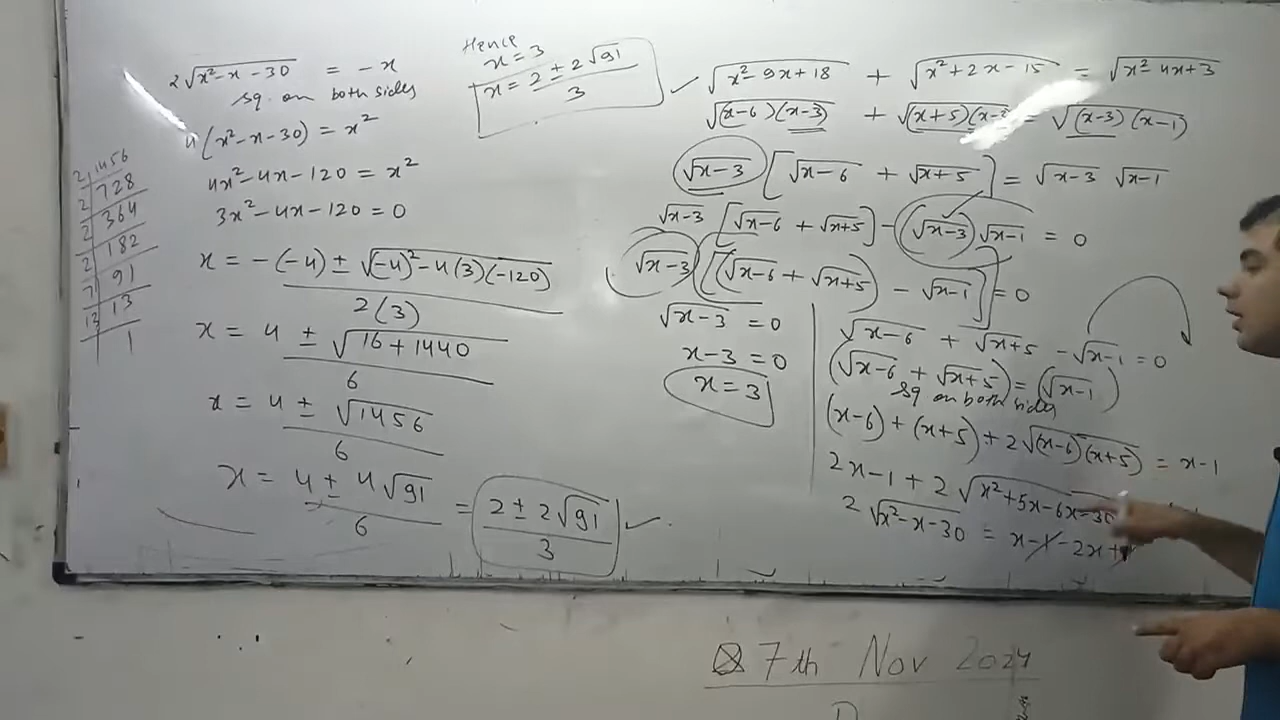 √(x²-9x+18) + √(x²+2x-15) = √(x²-4x+3)
√((x-6)(x-3)) + √((x+5)(x-3)) = √((x-3)(x-1))
√(x-3) [√(x-6) + √(x+5)] = √(x-3) √(x-1)
√(x-3) [√(x-6) + √(x+5)] - (√(x-3)) √(x-1) = 0
√(x-3) [(√(x-6) + √(x+5)) - √(x-1)] = 0
√(x-3) = 0
x-3 = 0
x = 3
√(x-6) + √(x+5) - √(x-1) = 0
(√(x-6) + √(x+5)) = (√(x-1))
sq on both sides
(x-6) + (x+5) + 2√((x-6)(x+5)) = x-1
2x-1 + 2√(x²+5x-6x-30
2√(x²-x-30) = x-1-2x+
2√(x²-x-30) = -x
sq. on both sides
4(x²-x-30) = x²
4x²-4x-120 = x²
3x²-4x-120 = 0
x = -(-4) ± √((-4)²-4(3)(-120))
2(3)
x = 4 ± √(16+1440)
6
x = 4 ± √1456
6
x = 4 ± 4√91
6
= 2 ± 2√91
3
2 1456
2 728
2 364
2 182
2 91
7 13
13 1
Hence
x = 3
x = 2 ± 2√91
3
7th Nov 2024